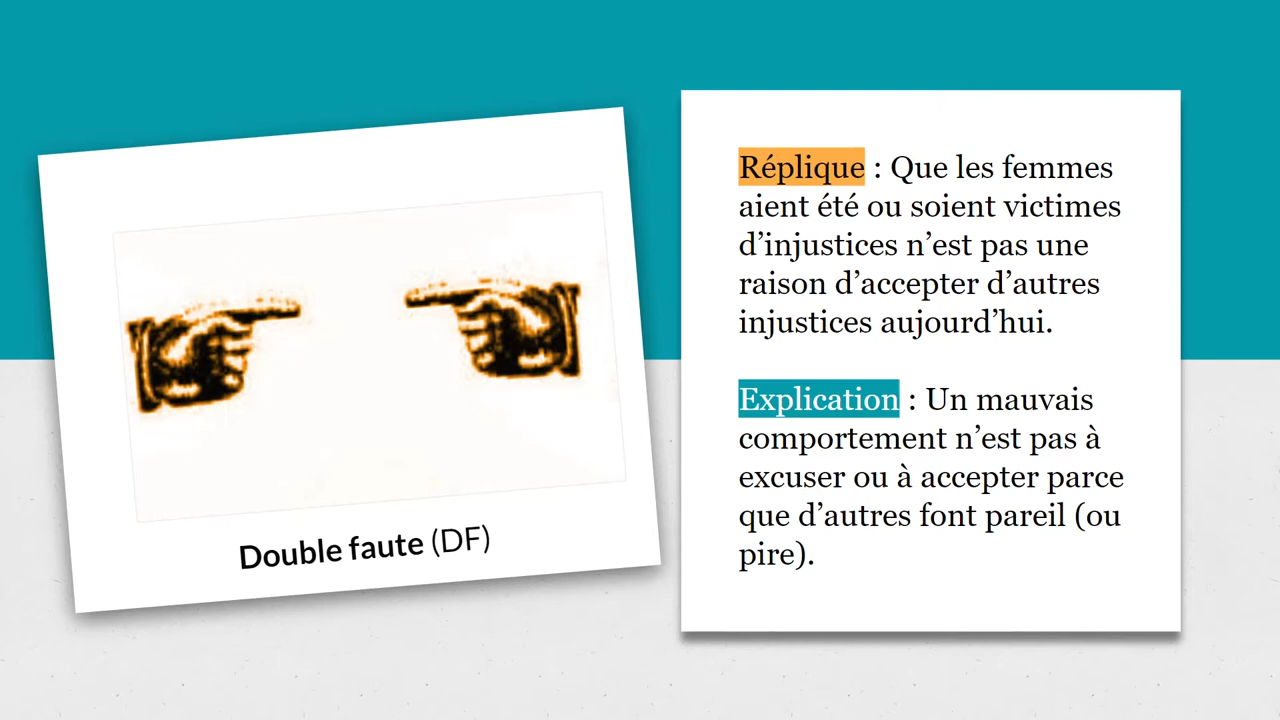 Double faute (DF)
Réplique : Que les femmes
aient été ou soient victimes
d’injustices n’est pas une
raison d’accepter d’autres
injustices aujourd’hui.
Explication : Un mauvais
comportement n’est pas à
excuser ou à accepter parce
que d’autres font pareil (ou
pire).